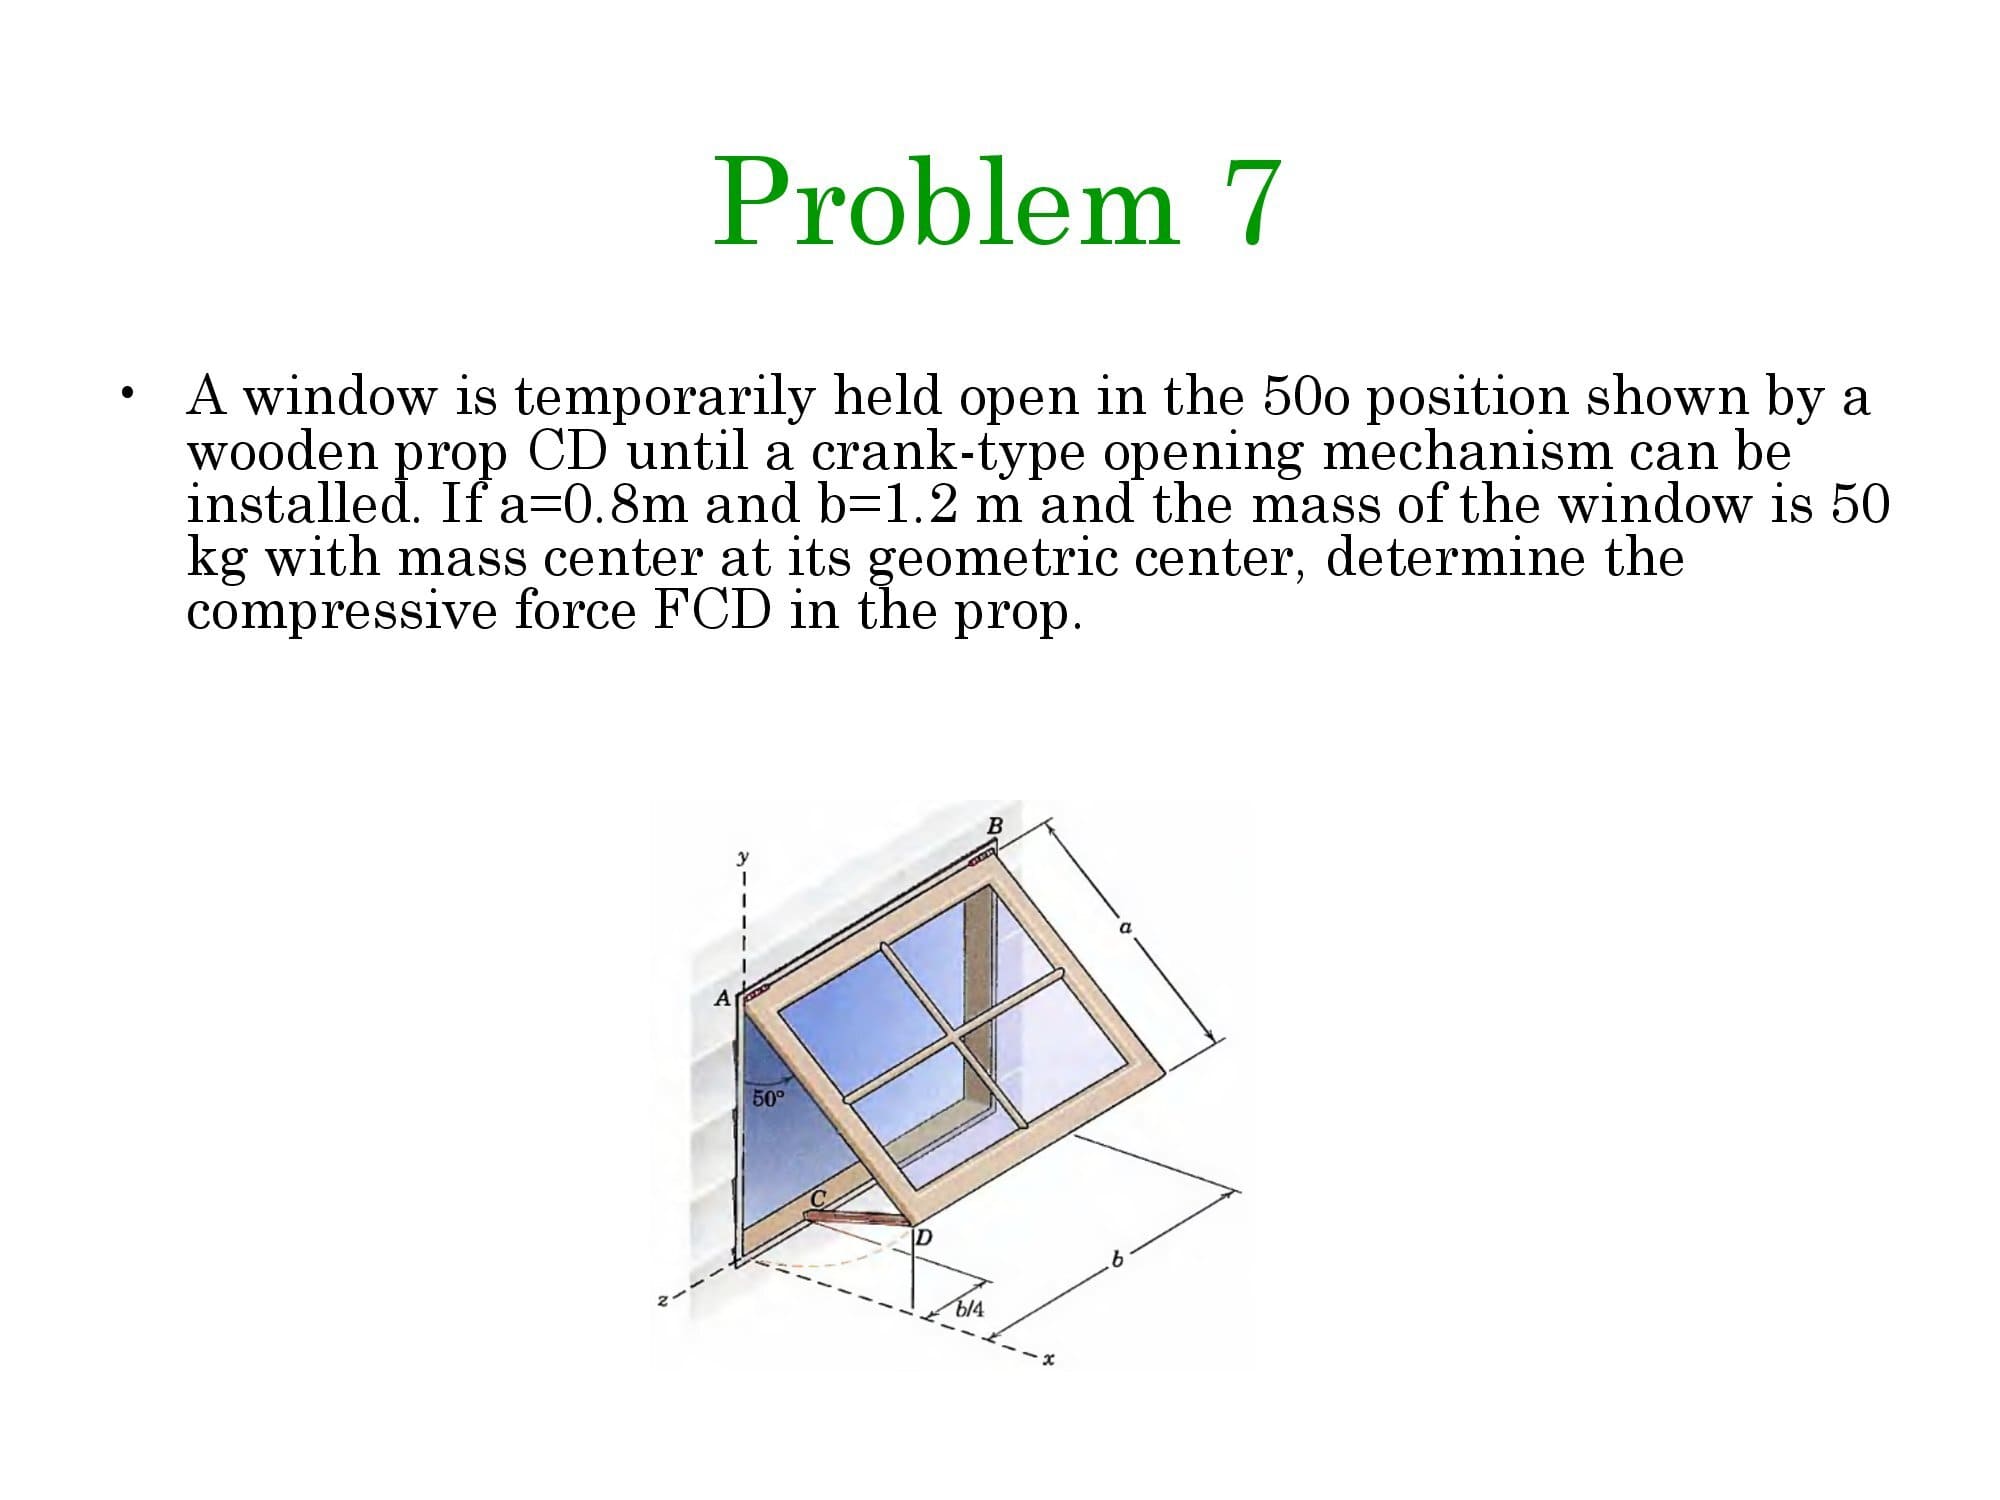 Problem 7
• A window is temporarily held open in the 50o position shown by a
wooden prop CD until a crank-type opening mechanism can be
installed. If a=0.8m and b=1.2 m and the mass of the window is 50
kg with mass center at its geometric center, determine the
compressive force FCD in the prop.
B
y
a
A
50°
C
D
b
z
b/4
x